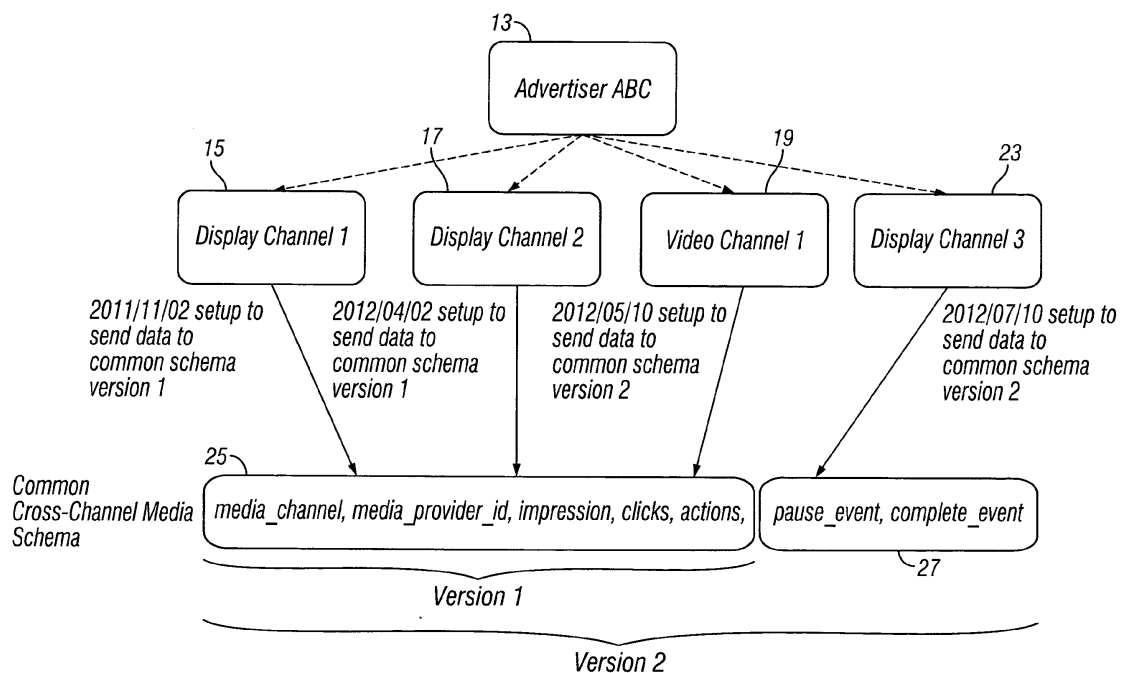 13
Advertiser ABC
15
17
19
23
Display Channel 1
Display Channel 2
Video Channel 1
Display Channel 3
2011/11/02 setup to
send data to
common schema
version 1
2012/04/02 setup to
send data to
common schema
version 1
2012/05/10 setup to
send data to
common schema
version 2
2012/07/10 setup to
send data to
common schema
version 2
Common
Cross-Channel Media
Schema
25
media_channel, media_provider_id, impression, clicks, actions,
pause_event, complete_event
27
Version 1
Version 2